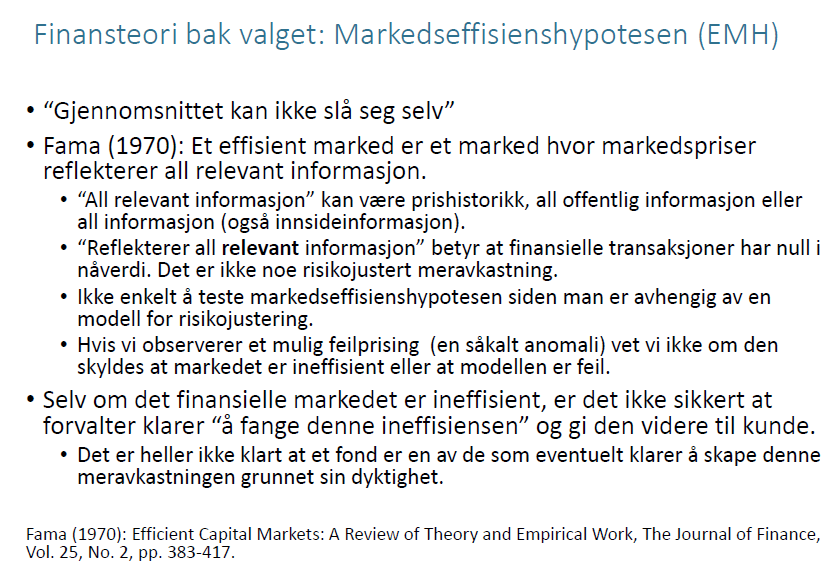 Finansteori bak valget: Markedseffisienshypotesen (EMH)
• “Gjennomsnittet kan ikke slå seg selv”
• Fama (1970): Et effisient marked er et marked hvor markedspriser
reflekterer all relevant informasjon.
• “All relevant informasjon” kan være prishistorikk, all offentlig informasjon eller
all informasjon (også innsideinformasjon).
• “Reflekterer all relevant informasjon” betyr at finansielle transaksjoner har null i
nåverdi. Det er ikke noe risikojustert meravkastning.
• Ikke enkelt å teste markedseffisienshypotesen siden man er avhengig av en
modell for risikojustering.
• Hvis vi observerer et mulig feilprising (en såkalt anomali) vet vi ikke om den
skyldes at markedet er ineffisient eller at modellen er feil.
• Selv om det finansielle markedet er ineffisient, er det ikke sikkert at
forvalter klarer “å fange denne ineffisiensen” og gi den videre til kunde.
• Det er heller ikke klart at et fond er en av de som eventuelt klarer å skape denne
meravkastningen grunnet sin dyktighet.
Fama (1970): Efficient Capital Markets: A Review of Theory and Empirical Work, The Journal of Finance,
Vol. 25, No. 2, pp. 383-417.